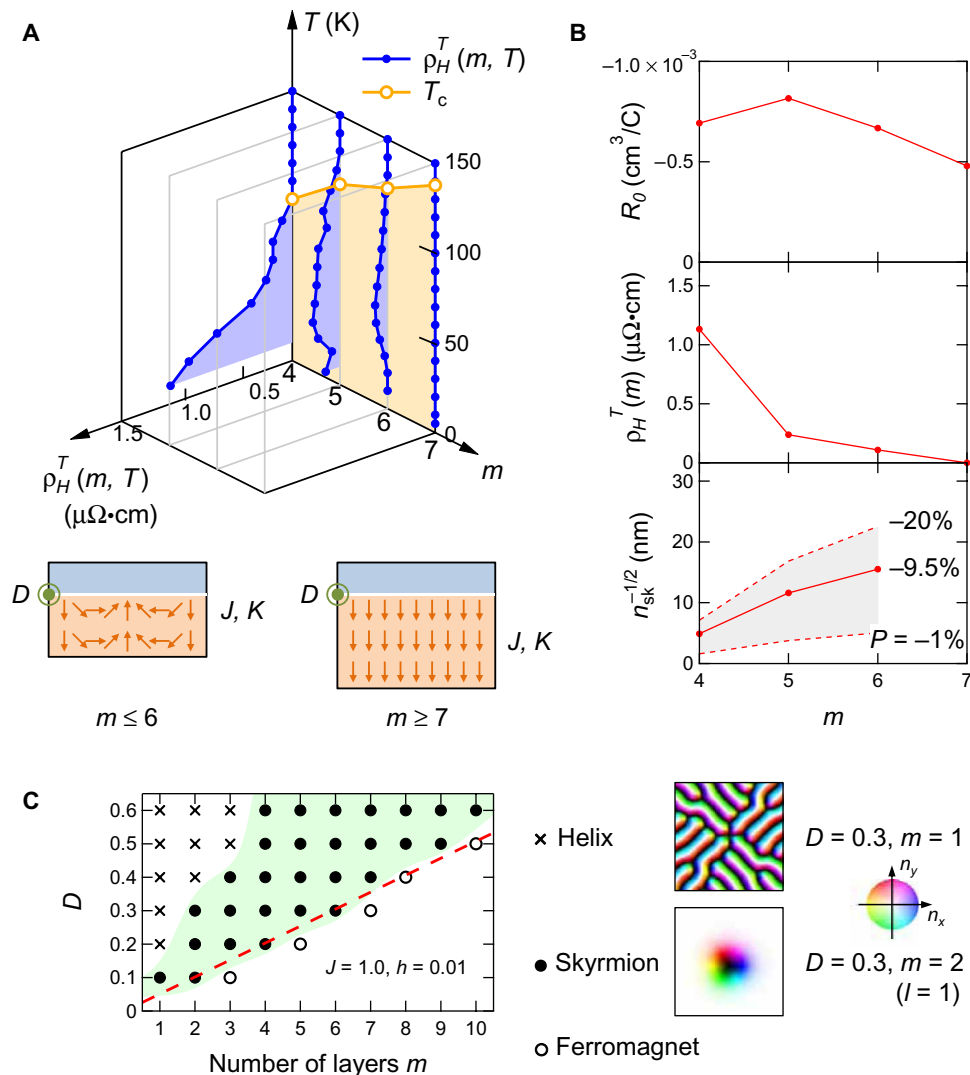 A
T (K)
ρ_H^T (m, T)
T_c
150
100
50
0
4
5
6
7
m
0.5
1.0
1.5
ρ_H^T (m, T)
(μΩ•cm)
D
J, K
m ≤ 6
D
J, K
m ≥ 7
B
−1.0 × 10^−3
−0.5
0
R_0 (cm^3/C)
1.5
1.0
0.5
0
ρ_H^T (m) (μΩ•cm)
30
20
10
0
n_sk^−1/2 (nm)
−20%
−9.5%
P = −1%
4 5 6 7
m
C
0.6
0.5
0.4
0.3
0.2
0.1
0
D
J = 1.0, h = 0.01
1 2 3 4 5 6 7 8 9 10
Number of layers m
Helix
D = 0.3, m = 1
n_y
n_x
Skyrmion
D = 0.3, m = 2
(l = 1)
Ferromagnet